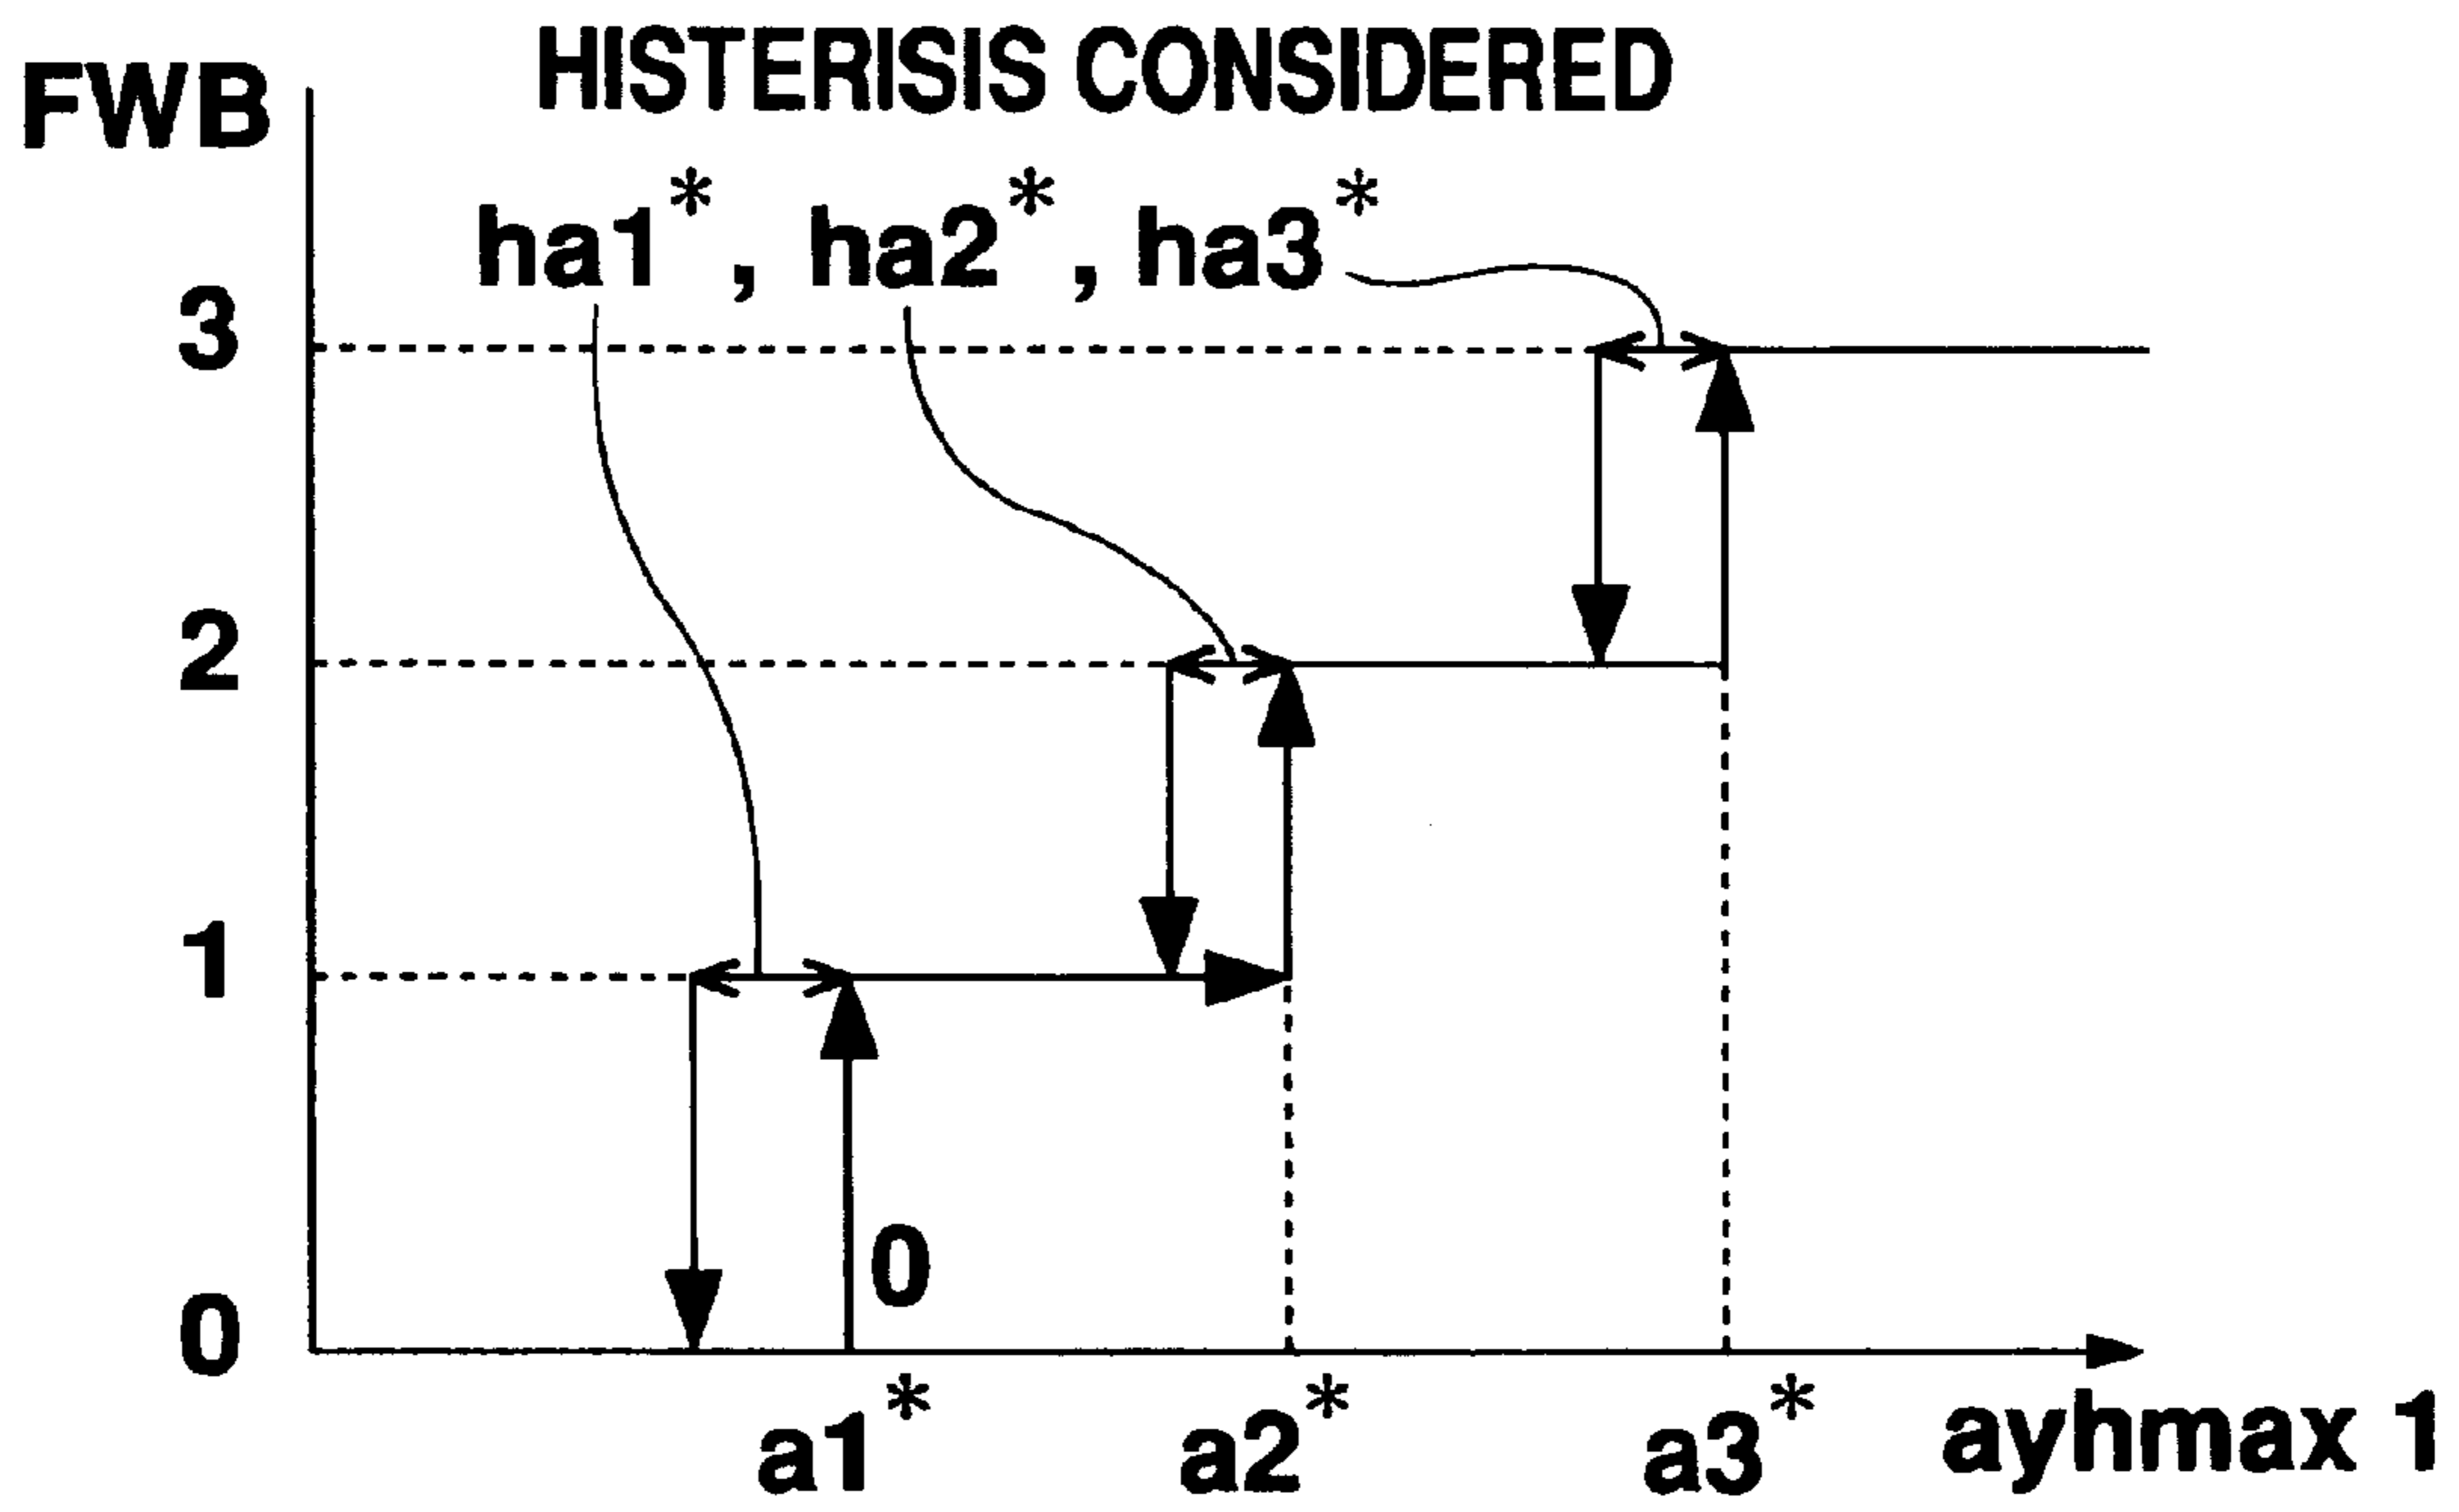 HISTERISIS CONSIDERED
FWB
ha1*, ha2*, ha3*
3
2
1
0
0
a1* a2* a3* ayhmax 1